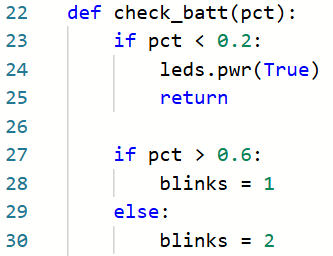 22 def check_batt(pct):
23     if pct < 0.2:
24         leds.pwr(True)
25         return
26
27     if pct > 0.6:
28         blinks = 1
29     else:
30         blinks = 2